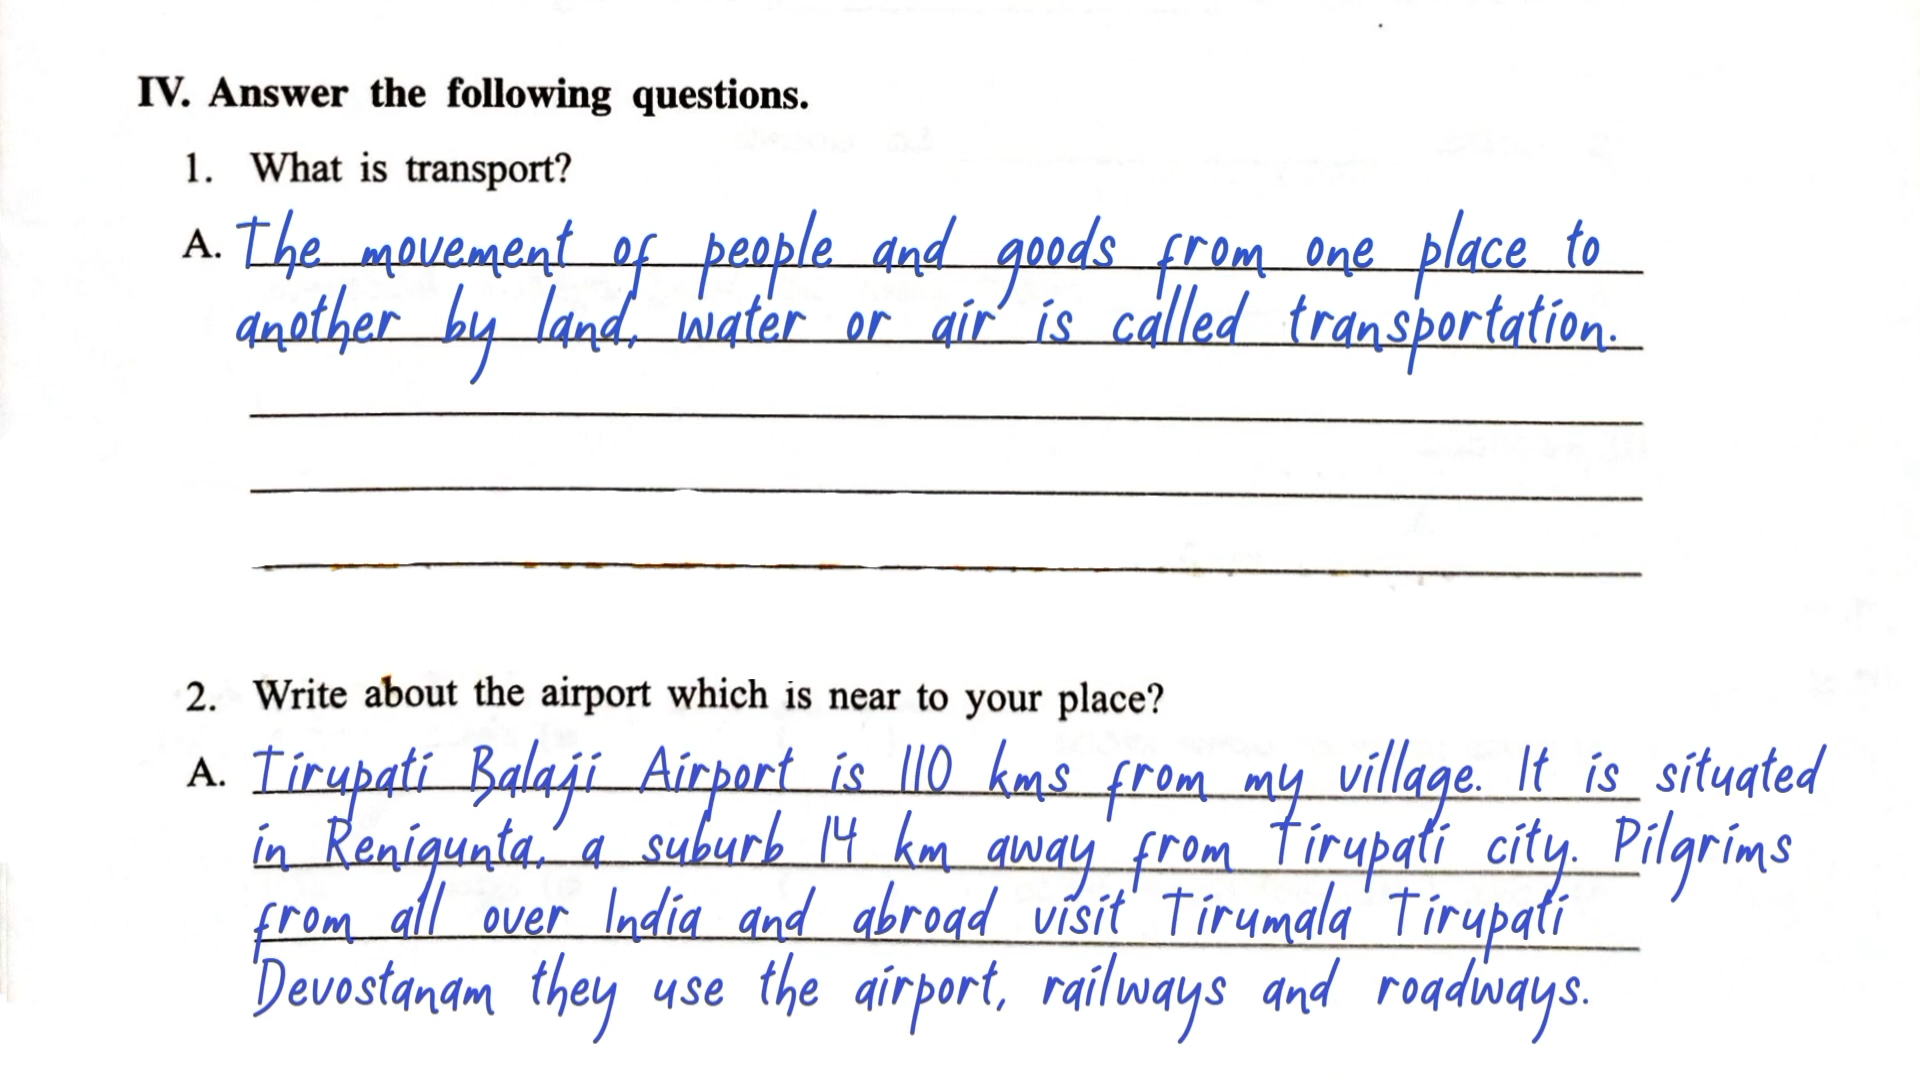 IV. Answer the following questions.
1. What is transport?
A. The movement of people and goods from one place to
another by land, water or air is called transportation.
2. Write about the airport which is near to your place?
A. Tirupati Balaji Airport is 110 kms from my village. It is situated
in Renigunta, a suburb 14 km away from Tirupati city. Pilgrims
from all over India and abroad visit Tirumala Tirupati
Devostanam they use the airport, railways and roadways.